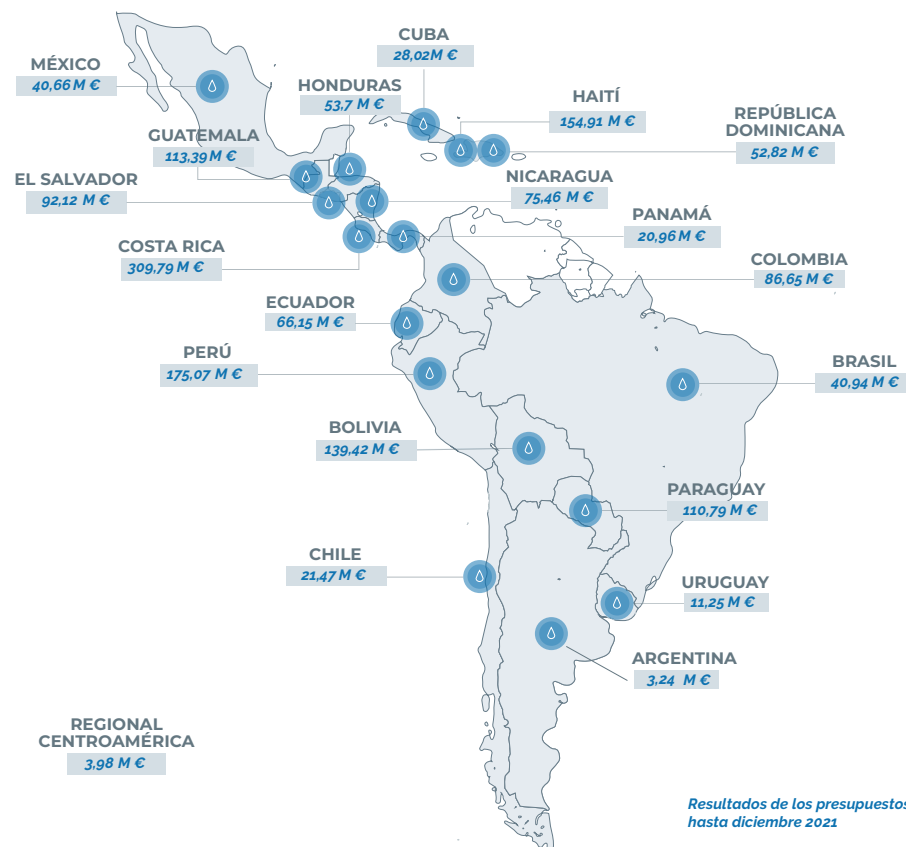 CUBA
28,02M €
MÉXICO
40,66 M €
HONDURAS
53,7 M €
HAITÍ
154,91 M €
REPÚBLICA
DOMINICANA
52,82 M €
GUATEMALA
113,39 M €
EL SALVADOR
92,12 M €
NICARAGUA
75,46 M €
PANAMÁ
20,96 M €
COSTA RICA
309,79 M €
COLOMBIA
86,65 M €
ECUADOR
66,15 M €
PERÚ
175,07 M €
BRASIL
40,94 M €
BOLIVIA
139,42 M €
PARAGUAY
110,79 M €
CHILE
21,47 M €
URUGUAY
11,25 M €
ARGENTINA
3,24 M €
REGIONAL
CENTROAMÉRICA
3,98 M €
Resultados de los presupuestos
hasta diciembre 2021